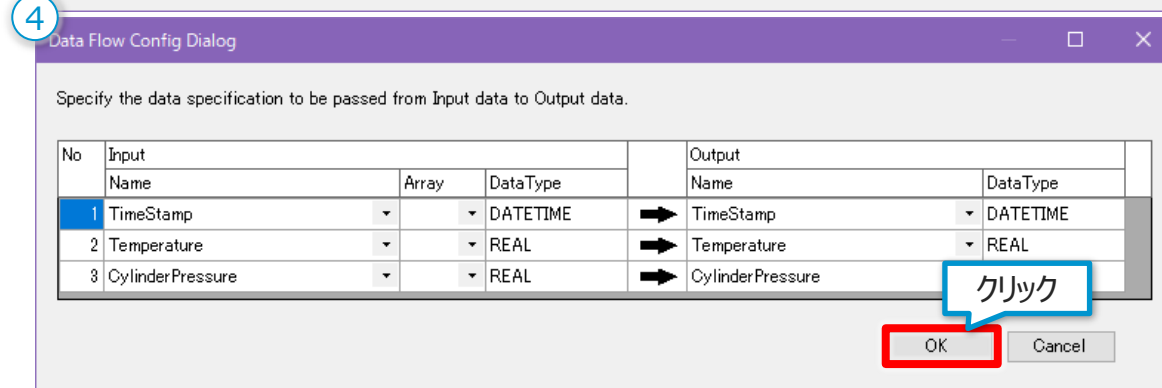 4
Data Flow Config Dialog
Specify the data specification to be passed from Input data to Output data.
No Input Output
Name Array DataType Name DataType
1 TimeStamp DATETIME TimeStamp DATETIME
2 Temperature REAL Temperature REAL
3 CylinderPressure REAL CylinderPressure
クリック
OK Cancel